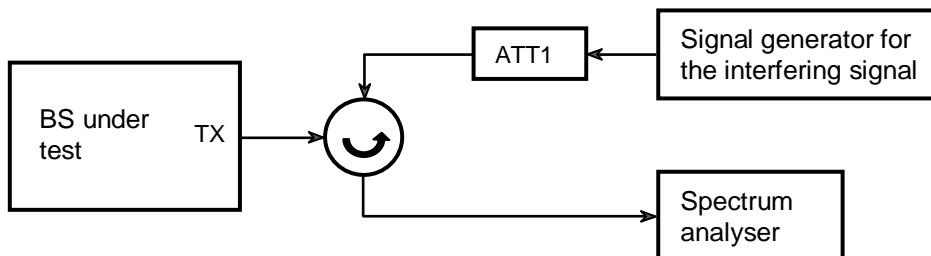 BS under
test
TX
ATT1
Signal generator for
the interfering signal
Spectrum
analyser